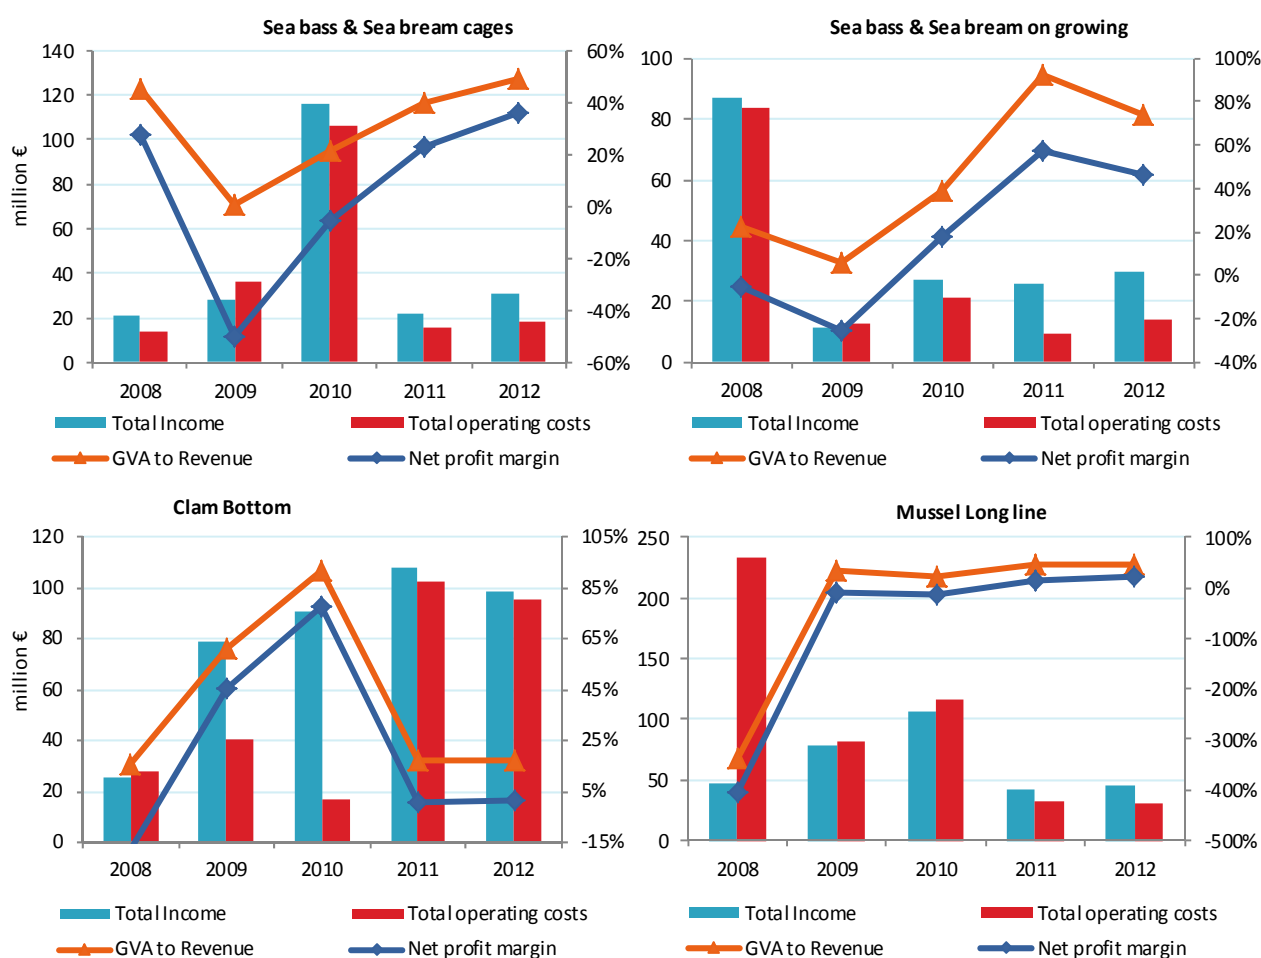 Sea bass & Sea bream cages
140 60%
120 40%
100 20%
80 0%
60 -20%
40 -40%
20 -60%
0
million €
2008 2009 2010 2011 2012
Total Income Total operating costs
GVA to Revenue Net profit margin
Sea bass & Sea bream on growing
100 100%
80 80%
60 60%
40 40%
20 20%
0 0%
-20%
-40%
2008 2009 2010 2011 2012
Total Income Total operating costs
GVA to Revenue Net profit margin
Clam Bottom
120 105%
100 85%
80 65%
60 45%
40 25%
20 5%
0 -15%
million €
2008 2009 2010 2011 2012
Total Income Total operating costs
GVA to Revenue Net profit margin
Mussel Long line
250 100%
200 0%
150 -100%
100 -200%
50 -300%
0 -400%
-500%
2008 2009 2010 2011 2012
Total Income Total operating costs
GVA to Revenue Net profit margin